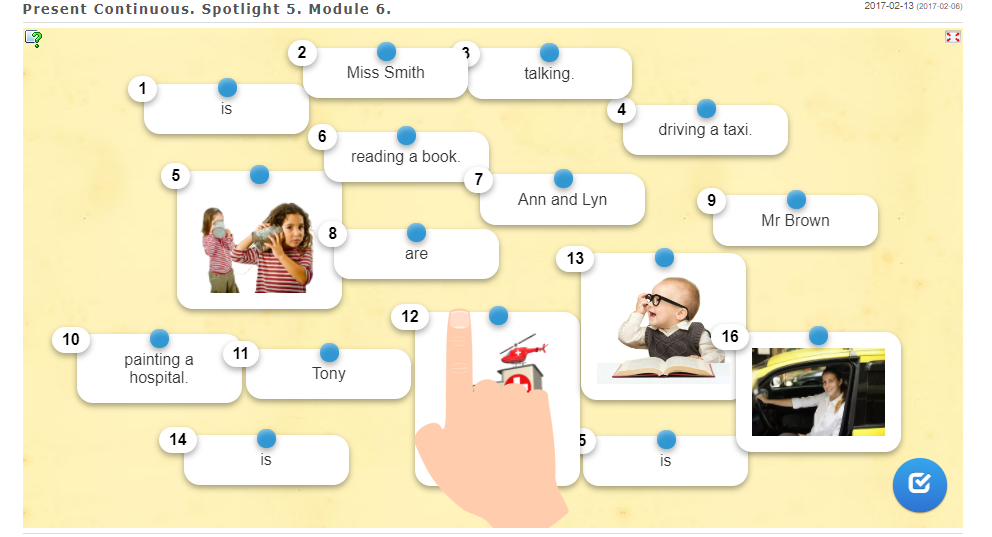 Present Continuous. Spotlight 5. Module 6.
2017-02-13 (2017-02-06)
1
is
2
Miss Smith
3
talking.
4
driving a taxi.
5
6
reading a book.
7
Ann and Lyn
8
are
9
Mr Brown
10
painting a
hospital.
11
Tony
12
13
14
is
5
is
16